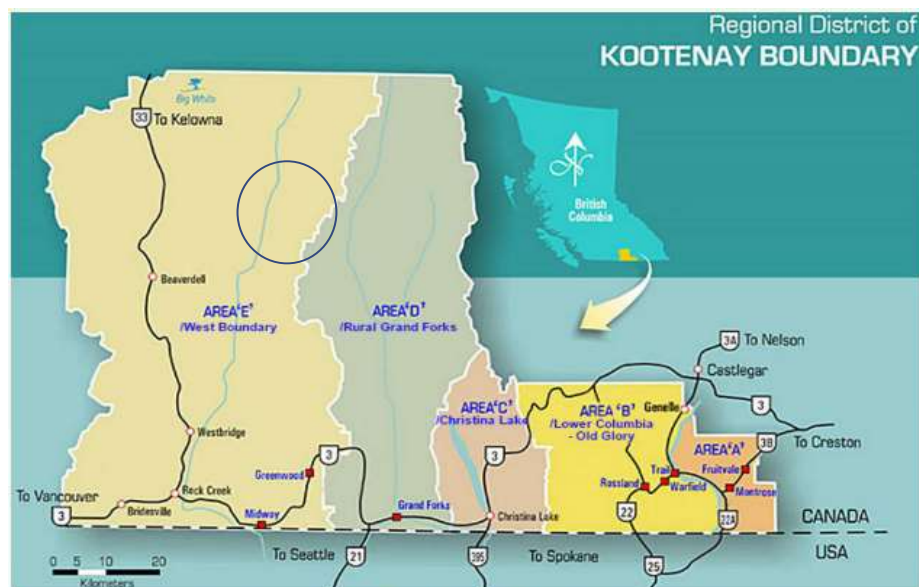 Regional District of
KOOTENAY BOUNDARY
Big White
33
To Kelowna
British
Columbia
Beaverdell
AREA 'E'
/West Boundary
AREA 'D'
/Rural Grand Forks
3A
To Nelson
Castlegar
AREA 'C'
/Christina Lake
AREA 'B'
/Lower Columbia
- Old Glory
Genelle
3
Westbridge
3
3
AREA 'A'
3B
To Creston
Greenwood
Trail
Fruitvale
To Vancouver
Rock Creek
Rossland
Warfield
Montrose
3
Bridesville
Midway
Grand Forks
Christina Lake
22
22A
CANADA
To Seattle
21
395
To Spokane
25
USA
0 5 10 20
Kilometers